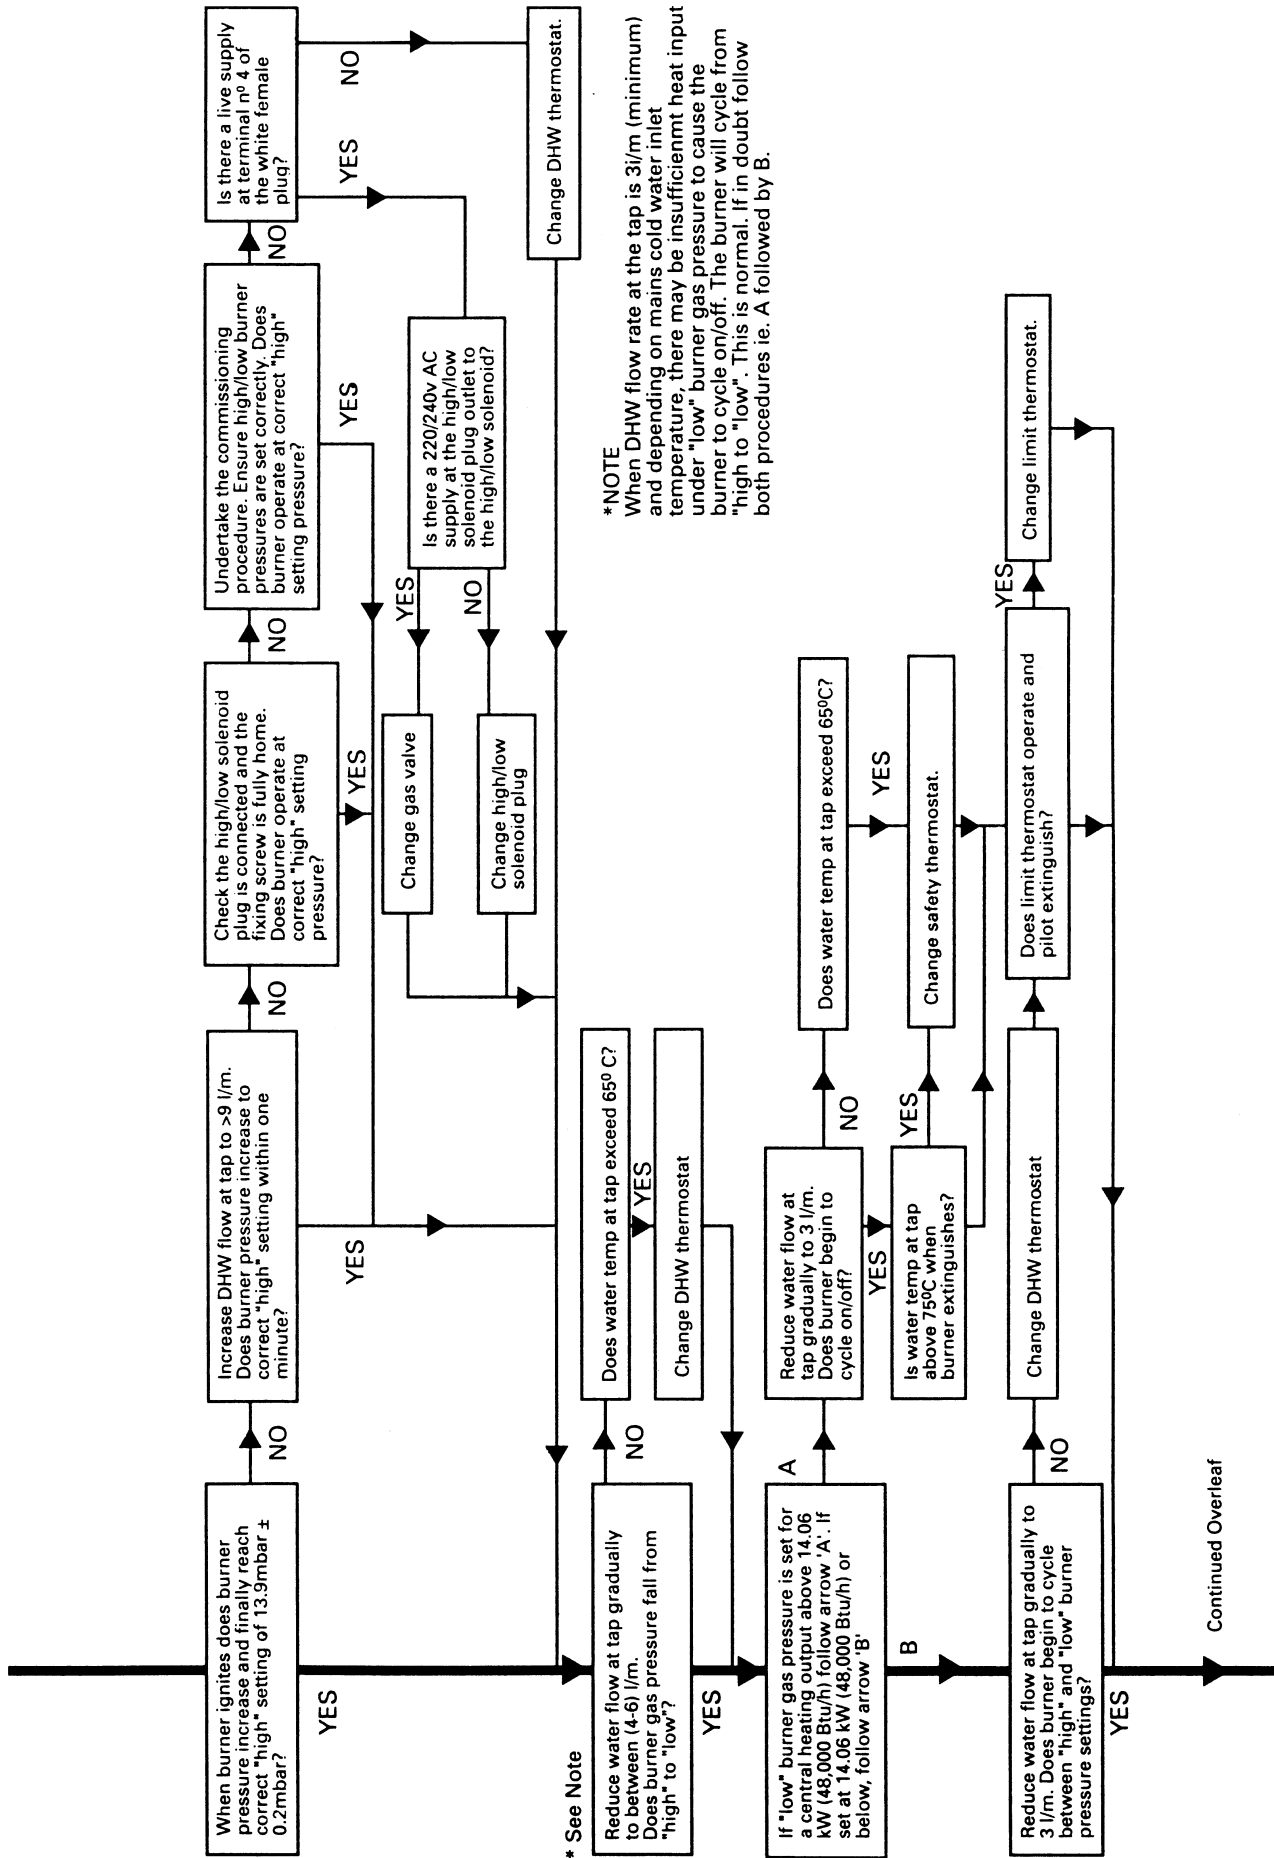 When burner ignites does burner
pressure increase and finally reach
correct "high" setting of 13.9mbar ±
0.2mbar?
NO
YES
Increase DHW flow at tap to >9 l/m.
Does burner pressure increase to
correct "high" setting within one
minute?
NO
YES
Check the high/low solenoid
plug is connected and the
fixing screw is fully home.
Does burner operate at
correct "high" setting
pressure?
NO
YES
Undertake the commissioning
procedure. Ensure high/low burner
pressures are set correctly. Does
burner operate at correct "high"
setting pressure?
NO
YES
Is there a live supply
at terminal nº 4 of
the white female
plug?
YES
NO
Is there a 220/240v AC
supply at the high/low
solenoid plug outlet to
the high/low solenoid?
YES
NO
Change gas valve
Change high/low
solenoid plug
Change DHW thermostat.
* See Note
Reduce water flow at tap gradually
to between (4-6) l/m.
Does burner gas pressure fall from
"high" to "low"?
NO
YES
Does water temp at tap exceed 65⁰ C?
YES
Change DHW thermostat
*NOTE
When DHW flow rate at the tap is 3i/m (minimum)
and depending on mains cold water inlet
temperature, there may be insufficienmt heat input
under "low" burner gas pressure to cause the
burner to cycle on/off. The burner will cycle from
"high to "low". This is normal. If in doubt follow
both procedures ie. A followed by B.
If "low" burner gas pressure is set for
a central heating output above 14.06
kW (48,000 Btu/h) follow arrow 'A'. If
set at 14.06 kW (48,000 Btu/h) or
below, follow arrow 'B'
A
B
Reduce water flow at
tap gradually to 3 l/m.
Does burner begin to
cycle on/off?
NO
YES
Does water temp at tap exceed 65⁰C?
YES
Is water temp at tap
above 75⁰C when
burner extinguishes?
YES
Change safety thermostat.
Reduce water flow at tap gradually to
3 l/m. Does burner begin to cycle
between "high" and "low" burner
pressure settings?
NO
YES
Change DHW thermostat
Does limit thermostat operate and
pilot extinguish?
YES
Change limit thermostat.
Continued Overleaf